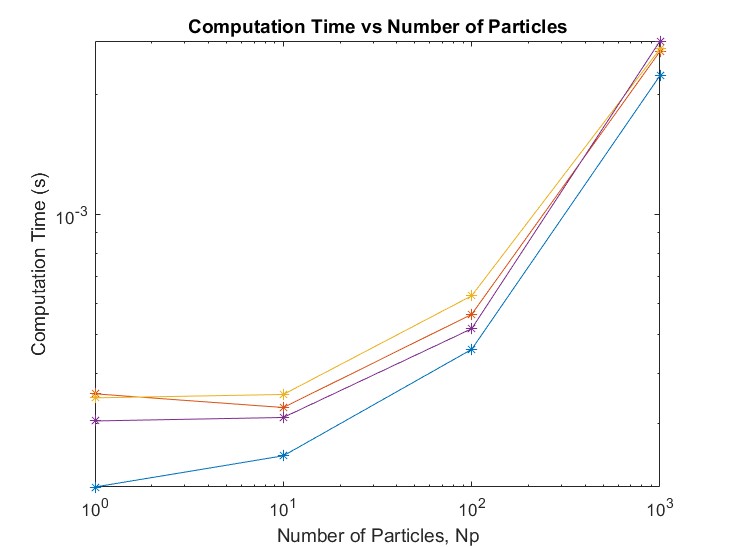 Computation Time vs Number of Particles
Computation Time (s)
10^-3
10^0 10^1 10^2 10^3
Number of Particles, Np